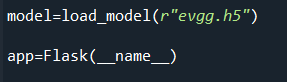 model=load_model(r"evgg.h5")
app=Flask(__name__)